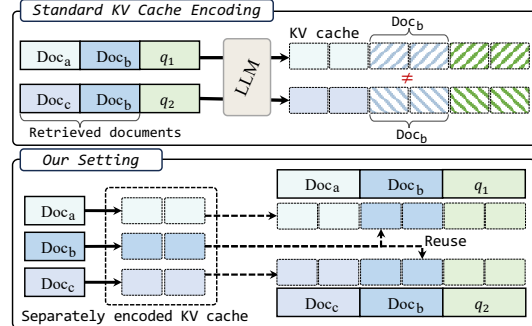 Standard KV Cache Encoding
KV cache
Doc_b
Doc_a Doc_b q_1
LLM
≠
Doc_c Doc_b q_2
Retrieved documents
Doc_b
Our Setting
Doc_a Doc_b q_1
Doc_a
Doc_b
Reuse
Doc_c
Doc_c Doc_b q_2
Separately encoded KV cache